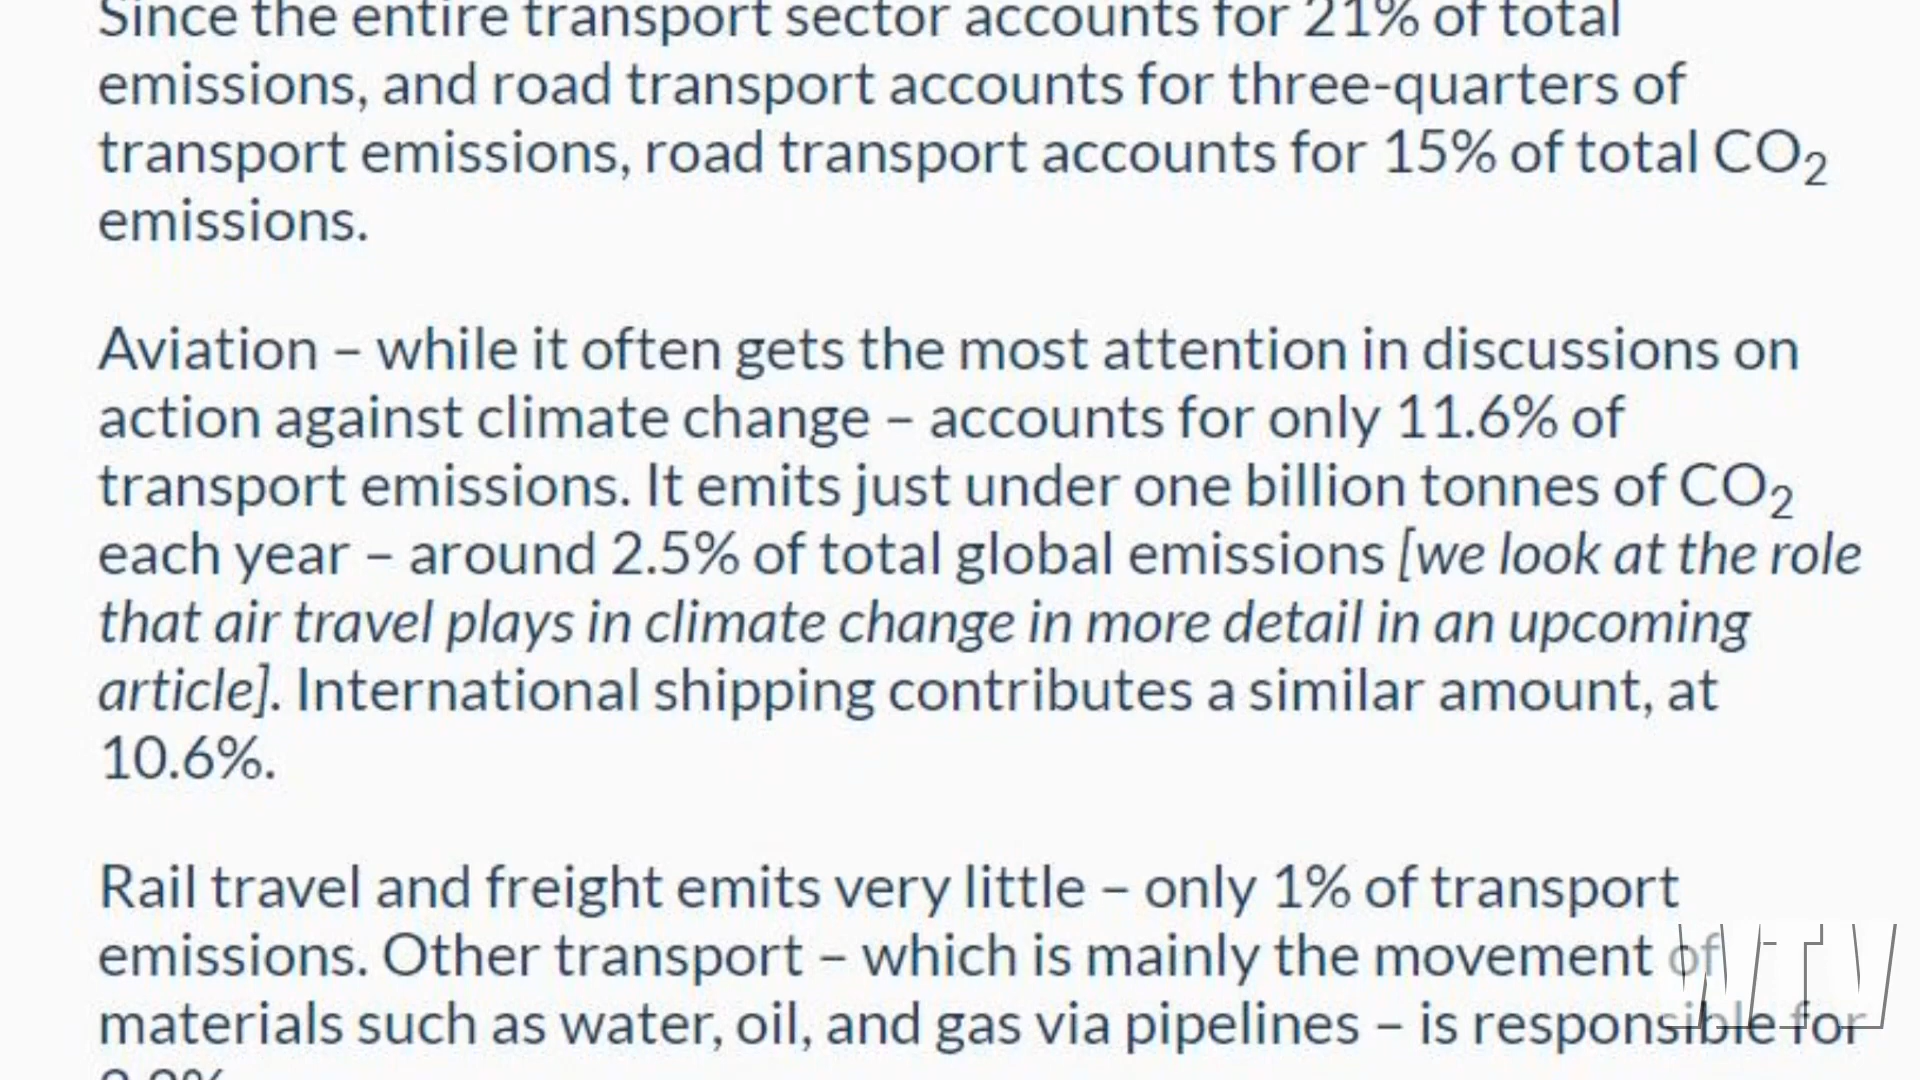 Since the entire transport sector accounts for 21% of total
emissions, and road transport accounts for three-quarters of
transport emissions, road transport accounts for 15% of total CO₂
emissions.
Aviation – while it often gets the most attention in discussions on
action against climate change – accounts for only 11.6% of
transport emissions. It emits just under one billion tonnes of CO₂
each year – around 2.5% of total global emissions [we look at the role
that air travel plays in climate change in more detail in an upcoming
article]. International shipping contributes a similar amount, at
10.6%.
Rail travel and freight emits very little – only 1% of transport
emissions. Other transport – which is mainly the movement of
materials such as water, oil, and gas via pipelines – is responsible for
WTV